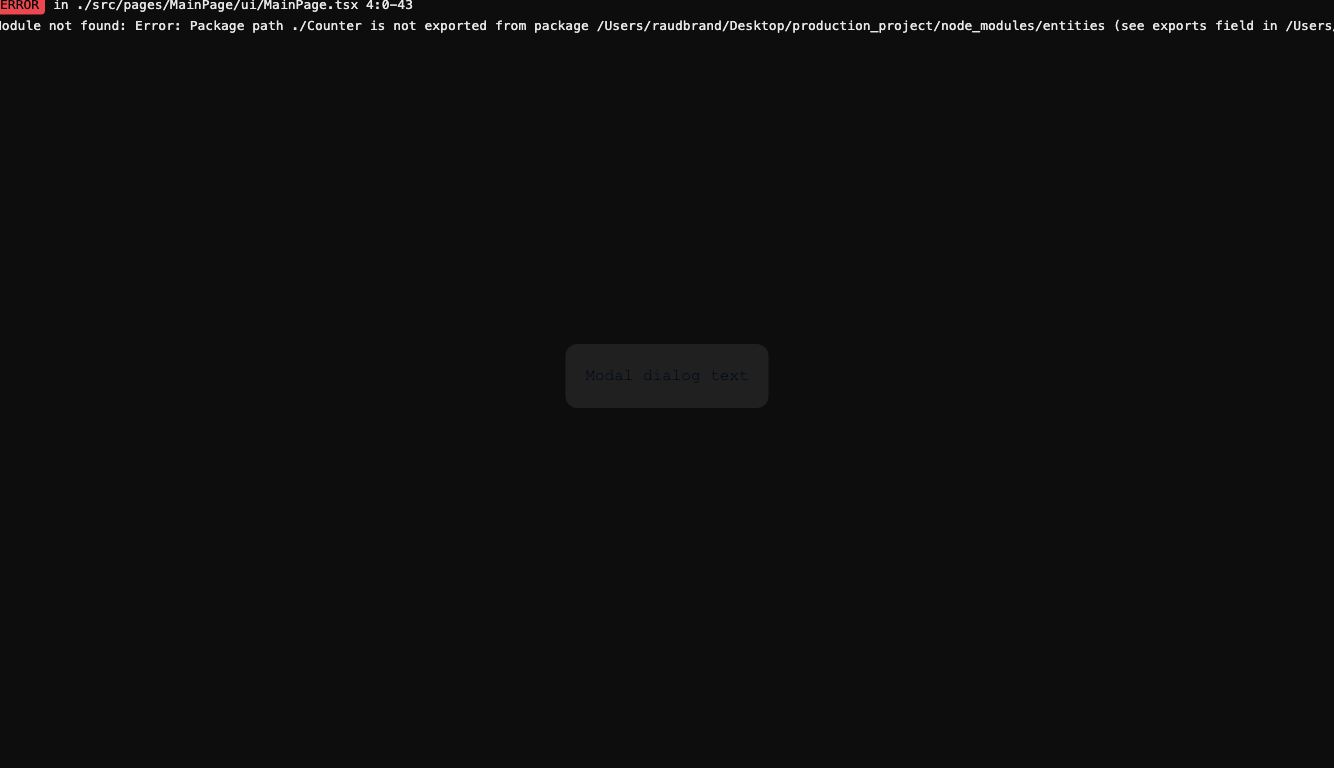 ERROR in ./src/pages/MainPage/ui/MainPage.tsx 4:0-43
Module not found: Error: Package path ./Counter is not exported from package /Users/raudbrand/Desktop/production_project/node_modules/entities (see exports field in /Users/
Modal dialog text